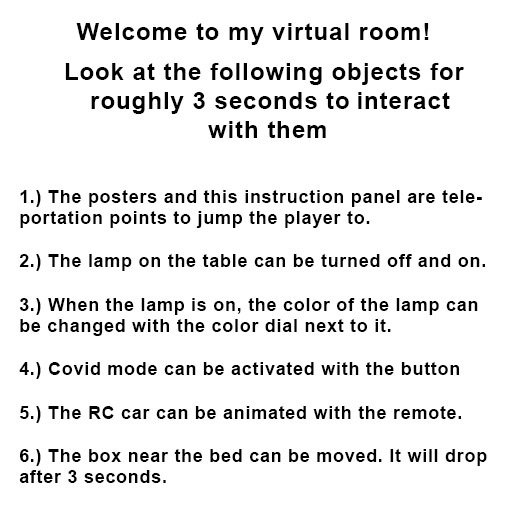 Welcome to my virtual room!
Look at the following objects for
roughly 3 seconds to interact
with them
1.) The posters and this instruction panel are tele-
portation points to jump the player to.
2.) The lamp on the table can be turned off and on.
3.) When the lamp is on, the color of the lamp can
be changed with the color dial next to it.
4.) Covid mode can be activated with the button
5.) The RC car can be animated with the remote.
6.) The box near the bed can be moved. It will drop
after 3 seconds.